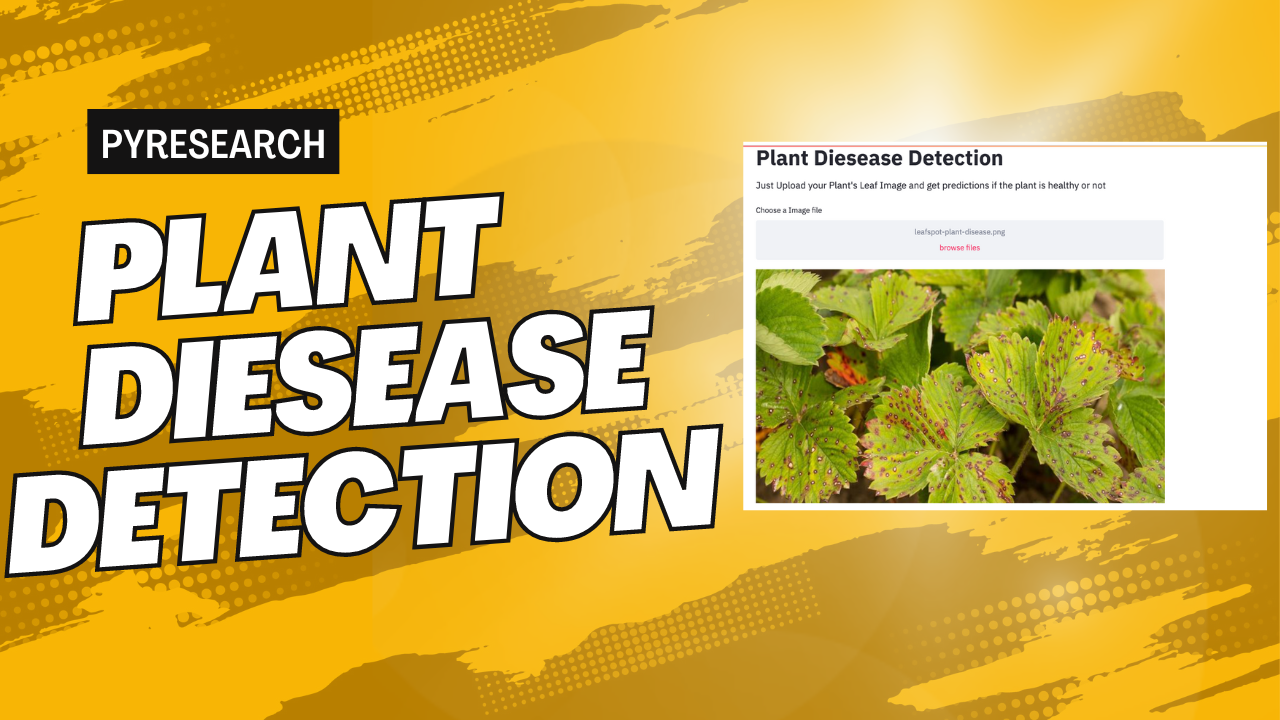 PYRESEARCH
PLANT
DIESEASE
DETECTION
Plant Diesease Detection
Just Upload your Plant's Leaf Image and get predictions if the plant is healthy or not
Choose a Image file
leafspot-plant-disease.png
browse files